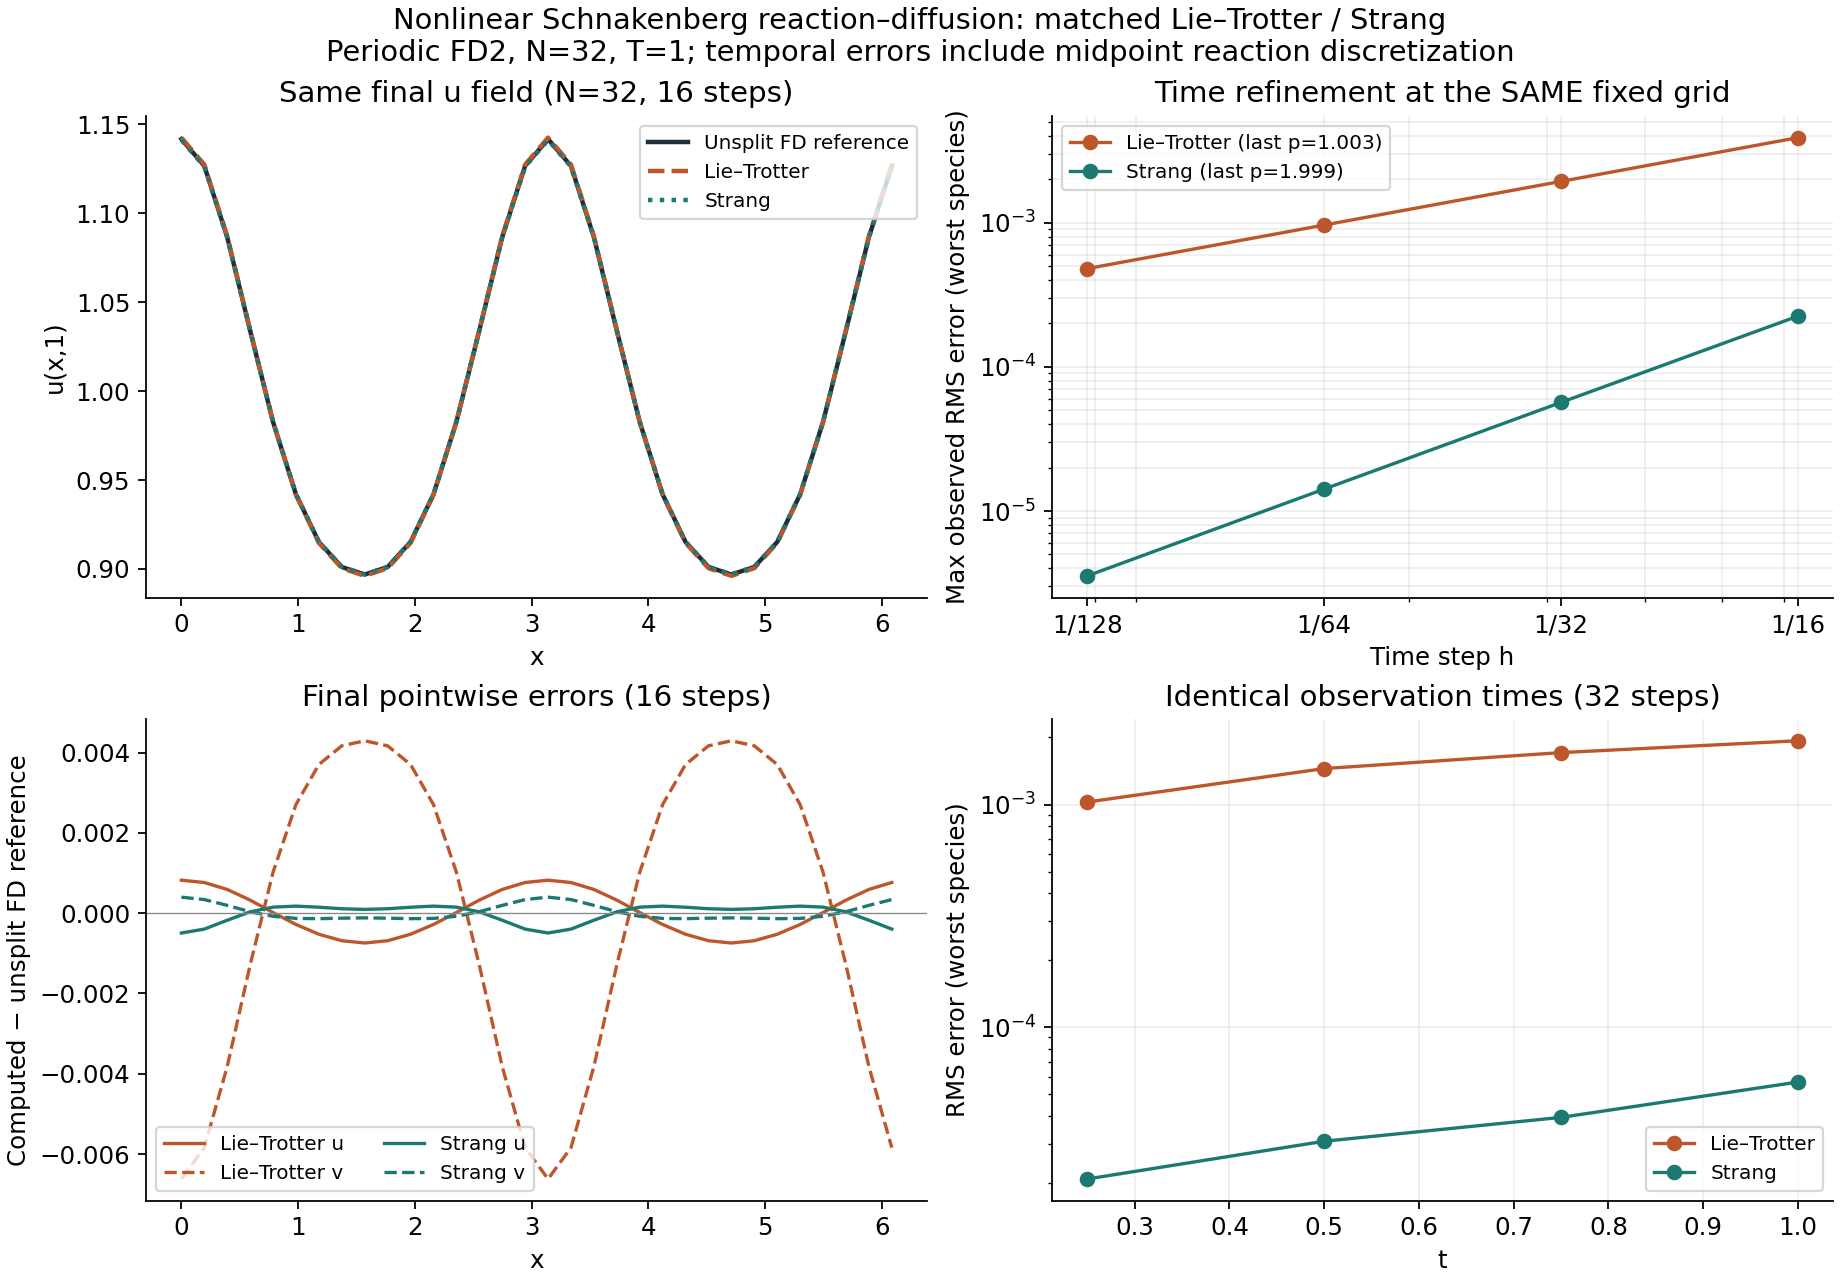 Nonlinear Schnakenberg reaction–diffusion: matched Lie–Trotter / Strang
Periodic FD2, N=32, T=1; temporal errors include midpoint reaction discretization
Same final u field (N=32, 16 steps)
u(x,1)
1.15
1.10
1.05
1.00
0.95
0.90
Unsplit FD reference
Lie–Trotter
Strang
0 1 2 3 4 5 6
x
Time refinement at the SAME fixed grid
Max observed RMS error (worst species)
10⁻³
10⁻⁴
10⁻⁵
Lie–Trotter (last p=1.003)
Strang (last p=1.999)
1/128 1/64 1/32 1/16
Time step h
Final pointwise errors (16 steps)
Computed − unsplit FD reference
0.004
0.002
0.000
−0.002
−0.004
−0.006
Lie–Trotter u
Lie–Trotter v
Strang u
Strang v
0 1 2 3 4 5 6
x
Identical observation times (32 steps)
RMS error (worst species)
10⁻³
10⁻⁴
Lie–Trotter
Strang
0.3 0.4 0.5 0.6 0.7 0.8 0.9 1.0
t